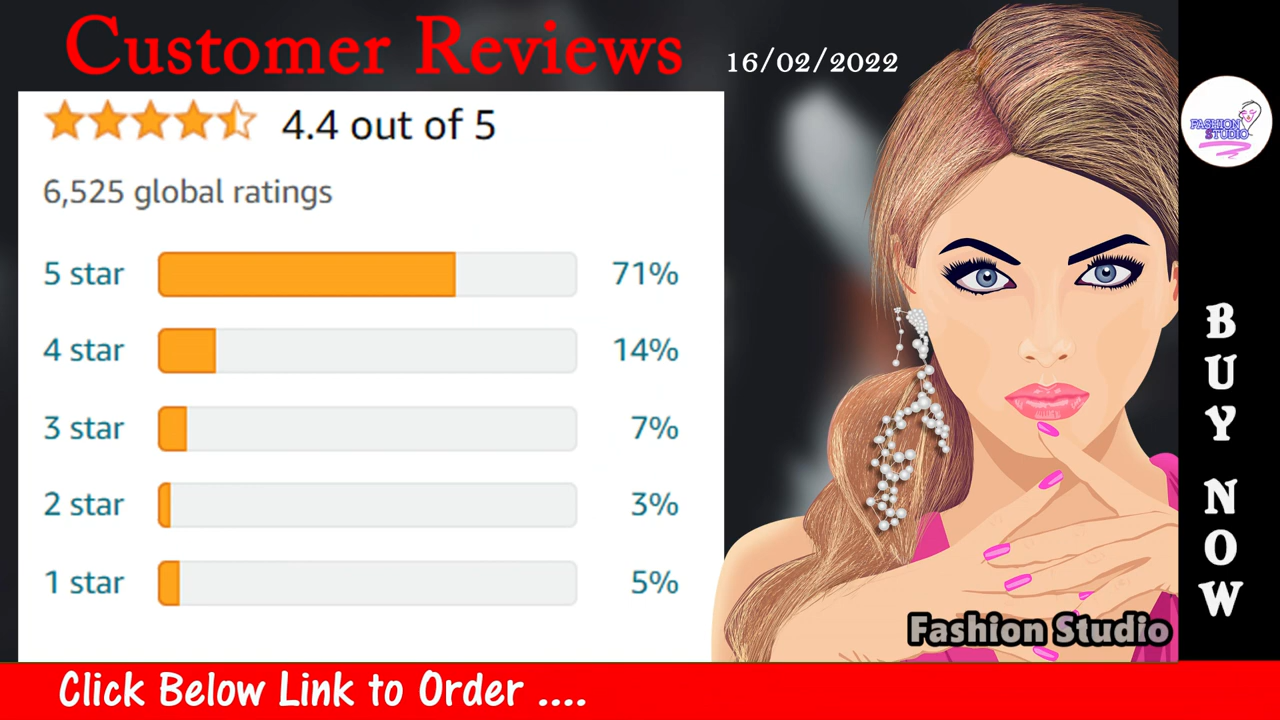 Customer Reviews
16/02/2022
4.4 out of 5
6,525 global ratings
5 star 71%
4 star 14%
3 star 7%
2 star 3%
1 star 5%
FASHION
STUDIO
BUY NOW
Fashion Studio
Click Below Link to Order ....